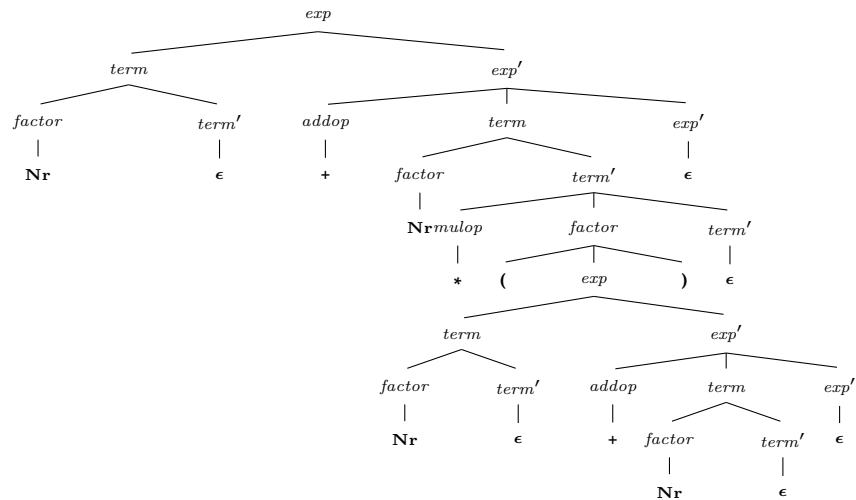 exp
term exp′
factor term′ addop term exp′
Nr ϵ + factor term′ ϵ
Nr mulop factor term′
* ( exp ) ϵ
term exp′
factor term′ addop term exp′
Nr ϵ + factor term′ ϵ
Nr ϵ